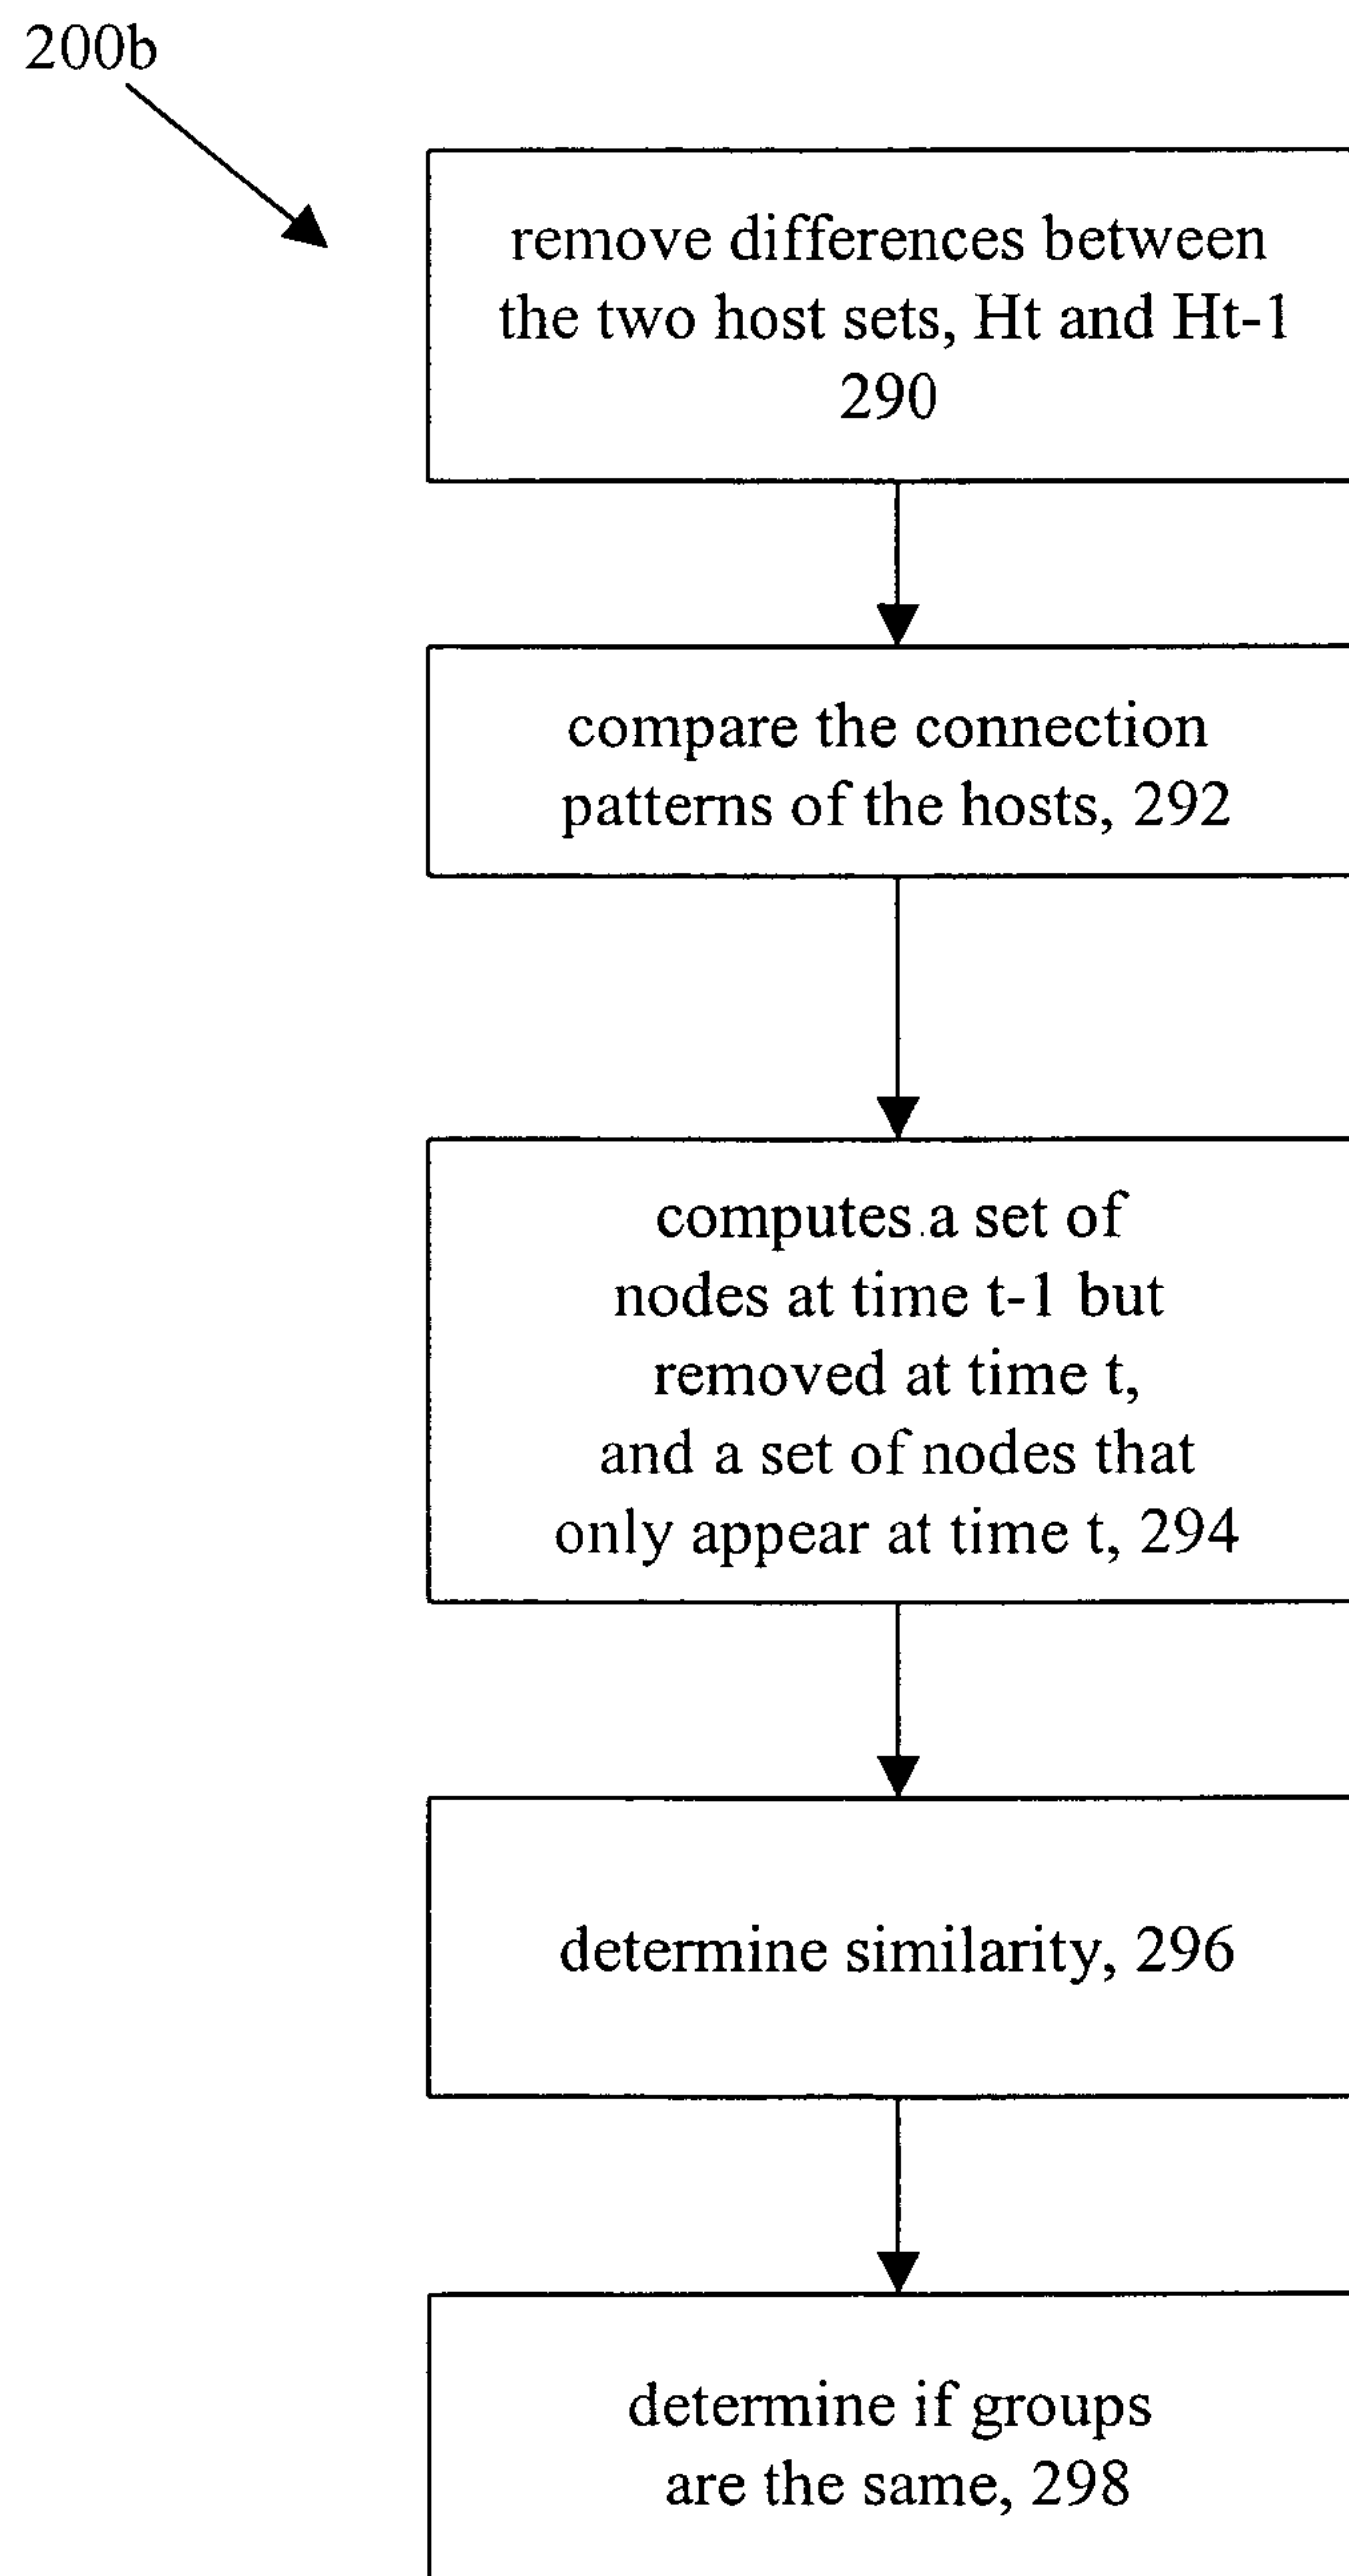 200b
remove differences between
the two host sets, Ht and Ht-1
290
compare the connection
patterns of the hosts, 292
computes a set of
nodes at time t-1 but
removed at time t,
and a set of nodes that
only appear at time t, 294
determine similarity, 296
determine if groups
are the same, 298